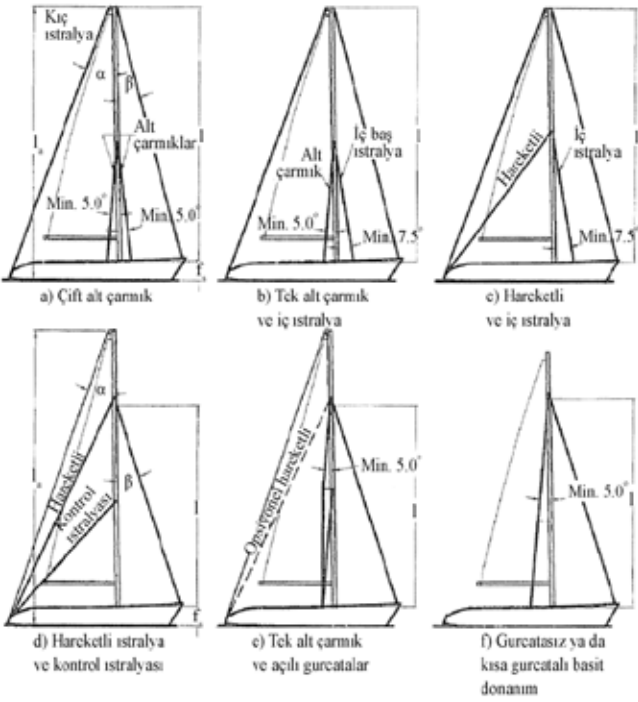 Kıç
ıstralya
α
β
Alt
çarmıklar
l
lₐ
Min. 5.0°
Min. 5.0°
f
a) Çift alt çarmık
İç baş
ıstralya
Alt
çarmık
l
Min. 5.0°
Min. 7.5°
b) Tek alt çarmık
ve iç ıstralya
Hareketli
İç
ıstralya
l
Min. 7.5°
c) Hareketli
ve iç ıstralya
α
Hareketli
Kontrol
ıstralyası
β
l
lₐ
f
d) Hareketli ıstralya
ve kontrol ıstralyası
Opsiyonel hareketli
Min. 5.0°
l
e) Tek alt çarmık
ve açılı gurcatalar
Min. 5.0°
l
f) Gurcatasız ya da
kısa gurcatalı basit
donanım